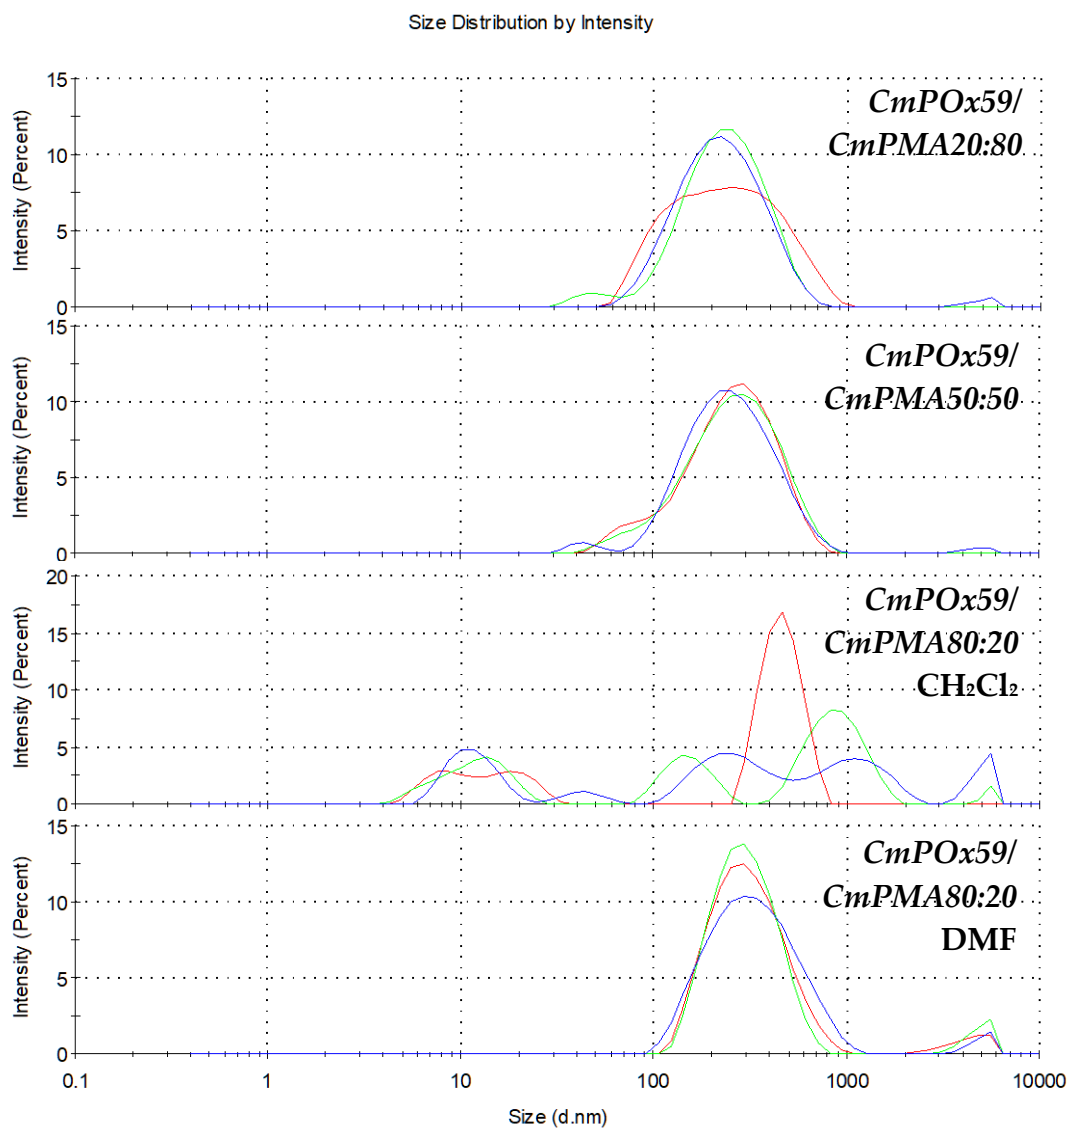 Size Distribution by Intensity
Intensity (Percent)
15
10
5
0
CmPOx59/
CmPMA20:80
Intensity (Percent)
15
10
5
0
CmPOx59/
CmPMA50:50
Intensity (Percent)
20
15
10
5
0
CmPOx59/
CmPMA80:20
CH₂Cl₂
Intensity (Percent)
15
10
5
0
CmPOx59/
CmPMA80:20
DMF
0.1 1 10 100 1000 10000
Size (d.nm)